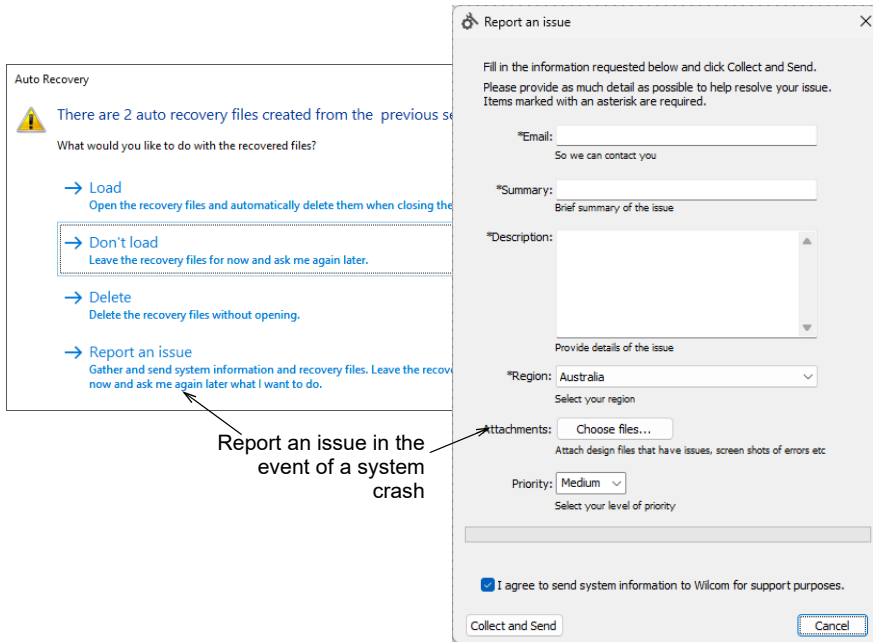 Auto Recovery
There are 2 auto recovery files created from the previous se
What would you like to do with the recovered files?
Load
Open the recovery files and automatically delete them when closing the
Don't load
Leave the recovery files for now and ask me again later.
Delete
Delete the recovery files without opening.
Report an issue
Gather and send system information and recovery files. Leave the recove
now and ask me again later what I want to do.
Report an issue in the
event of a system
crash
Report an issue
Fill in the information requested below and click Collect and Send.
Please provide as much detail as possible to help resolve your issue.
Items marked with an asterisk are required.
*Email:
So we can contact you
*Summary:
Brief summary of the issue
*Description:
Provide details of the issue
*Region: Australia
Select your region
Attachments: Choose files...
Attach design files that have issues, screen shots of errors etc
Priority: Medium
Select your level of priority
I agree to send system information to Wilcom for support purposes.
Collect and Send Cancel